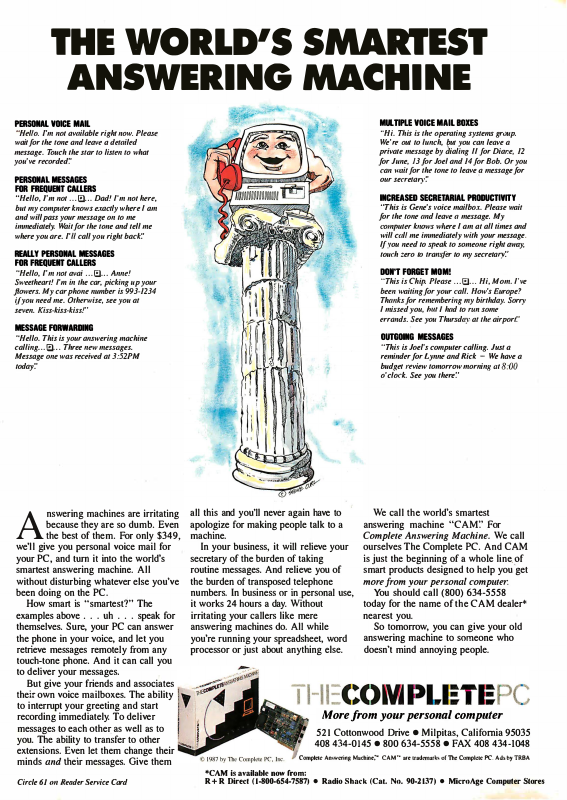 THE WORLD'S SMARTEST
ANSWERING MACHINE
PERSONAL VOICE MAIL
"Hello. I'm not available right now. Please
wait for the tone and leave a detailed
message. Touch the star to listen to what
you've recorded."
PERSONAL MESSAGES
FOR FREQUENT CALLERS
"Hello, I'm not ... ... Dad! I'm not here,
but my computer knows exactly where I am
and will pass your message on to me
immediately. Wait for the tone and tell me
where you are. I'll call you right back."
REALLY PERSONAL MESSAGES
FOR FREQUENT CALLERS
"Hello, I'm not avai ... ... Anne!
Sweetheart! I'm in the car, picking up your
flowers. My car phone number is 993-1234
if you need me. Otherwise, see you at
seven. Kiss-kiss-kiss!"
MESSAGE FORWARDING
"Hello. This is your answering machine
calling... ... Three new messages.
Message one was received at 3:52PM
today."
MULTIPLE VOICE MAIL BOXES
"Hi. This is the operating systems group.
We're out to lunch, but you can leave a
private message by dialing 11 for Diare, 12
for June, 13 for Joel and 14 for Bob. Or you
can wait for the tone to leave a message for
our secretary."
INCREASED SECRETARIAL PRODUCTIVITY
"This is Gene's voice mailbox. Please wait
for the tone and leave a message. My
computer knows where I am at all times and
will call me immediately with your message.
If you need to speak to someone right away,
touch zero to transfer to my secretary."
DON'T FORGET MOM!
"This is Chip. Please ... ... Hi, Mom. I've
been waiting for your call. How's Europe?
Thanks for remembering my birthday. Sorry
I missed you, but I had to run some
errands. See you Thursday at the airport."
OUTGOING MESSAGES
"This is Joel's computer calling. Just a
reminder for Lynne and Rick – We have a
budget review tomorrow morning at 8:00
o'clock. See you there."
Answering machines are irritating
because they are so dumb. Even
the best of them. For only $349,
we'll give you personal voice mail for
your PC, and turn it into the world's
smartest answering machine. All
without disturbing whatever else you've
been doing on the PC.
How smart is "smartest?" The
examples above . . . uh . . . speak for
themselves. Sure, your PC can answer
the phone in your voice, and let you
retrieve messages remotely from any
touch-tone phone. And it can call you
to deliver your messages.
But give your friends and associates
their own voice mailboxes. The ability
to interrupt your greeting and start
recording immediately. To deliver
messages to each other as well as to
you. The ability to transfer to other
extensions. Even let them change their
minds and their messages. Give them
all this and you'll never again have to
apologize for making people talk to a
machine.
In your business, it will relieve your
secretary of the burden of taking
routine messages. And relieve you of
the burden of transposed telephone
numbers. In business or in personal use,
it works 24 hours a day. Without
irritating your callers like mere
answering machines do. All while
you're running your spreadsheet, word
processor or just about anything else.
We call the world's smartest
answering machine "CAM." For
Complete Answering Machine. We call
ourselves The Complete PC. And CAM
is just the beginning of a whole line of
smart products designed to help you get
more from your personal computer.
You should call (800) 634-5558
today for the name of the CAM dealer*
nearest you.
So tomorrow, you can give your old
answering machine to someone who
doesn't mind annoying people.
THE COMPLETE ANSWERING MACHINE
THECOMPLETEPC
More from your personal computer
521 Cottonwood Drive ● Milpitas, California 95035
408 434-0145 ● 800 634-5558 ● FAX 408 434-1048
© 1987 by The Complete PC, Inc. Complete Answering Machine,™ CAM™ are trademarks of The Complete PC. Ads by TRBA
*CAM is available now from:
Circle 61 on Reader Service Card
R+R Direct (1-800-654-7587) ● Radio Shack (Cat. No. 90-2137) ● MicroAge Computer Stores